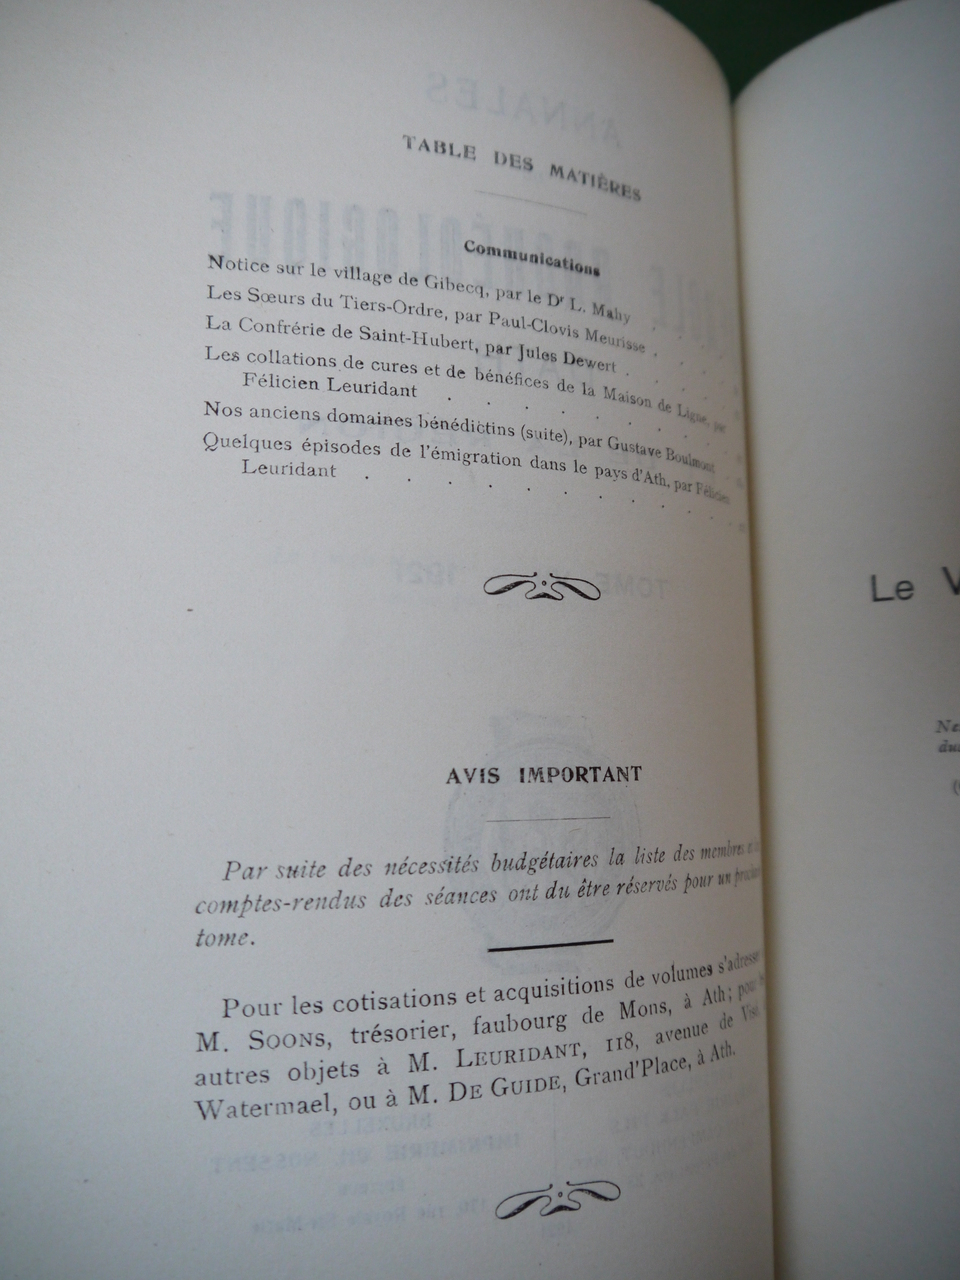 TABLE DES MATIÈRES
Communications
Notice sur le village de Gibecq, par le Dr L. Mahy
Les Sœurs du Tiers-Ordre, par Paul-Clovis Meurisse .
La Confrérie de Saint-Hubert, par Jules Dewert .
Les collations de cures et de bénéfices de la Maison de Ligne, par
Félicien Leuridant . . . . . .
Nos anciens domaines bénédictins (suite), par Gustave Boulmont
Quelques épisodes de l'émigration dans le pays d'Ath, par Félicien
Leuridant . . . . . . . .
AVIS IMPORTANT
Par suite des nécessités budgétaires la liste des membres
comptes-rendus des séances ont du être réservés pour un
tome.
Pour les cotisations et acquisitions de volumes s'adresse
M. SOONS, trésorier, faubourg de Mons, à Ath; pour
autres objets à M. LEURIDANT, 118, avenue de
Watermael, ou à M. DE GUIDE, Grand'Place, à Ath.
Le V